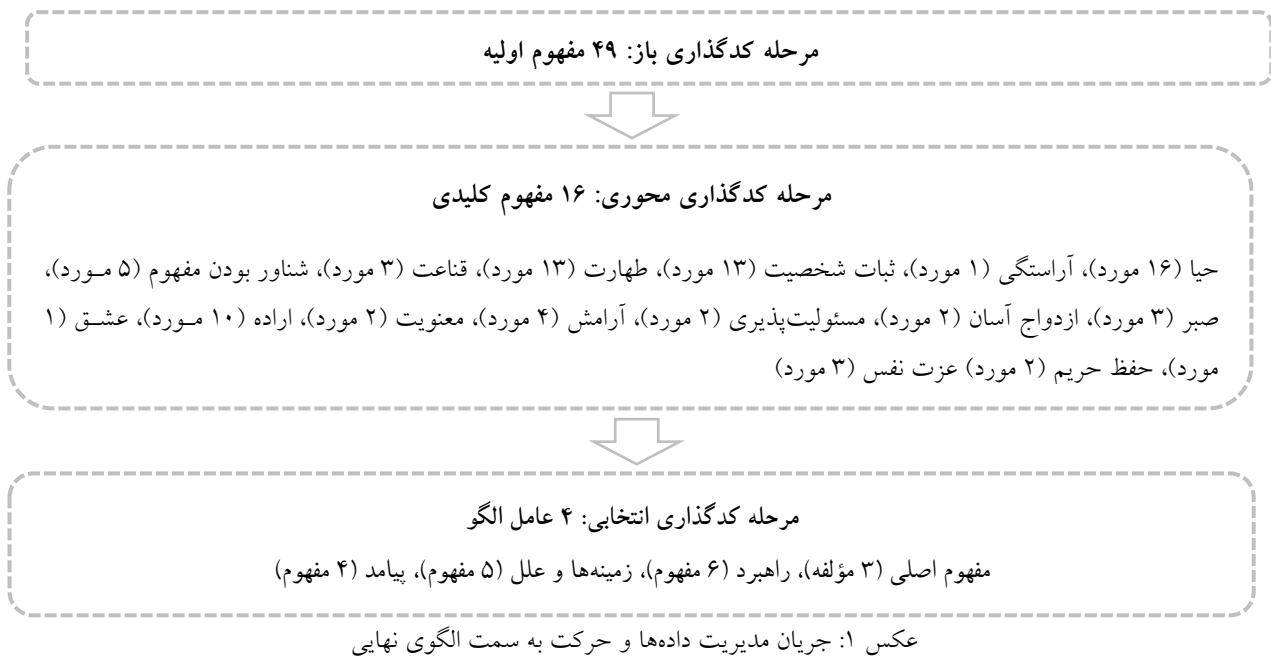 مرحله کدگذاری باز: ۴۹ مفهوم اولیه
مرحله کدگذاری محوری: ۱۶ مفهوم کلیدی
حیا (۱۶ مورد)، آراستگی (۱ مورد)، ثبات شخصیت (۱۳ مورد)، طهارت (۱۳ مورد)، قناعت (۳ مورد)، شناور بودن مفهوم (۵ مـورد)،
صبر (۳ مورد)، ازدواج آسان (۲ مورد)، مسئولیت‌پذیری (۲ مورد)، آرامش (۴ مورد)، معنویت (۲ مورد)، اراده (۱۰ مـورد)، عشـق (۱
مورد)، حفظ حریم (۲ مورد) عزت نفس (۳ مورد)
مرحله کدگذاری انتخابی: ۴ عامل الگو
مفهوم اصلی (۳ مؤلفه)، راهبرد (۶ مفهوم)، زمینه‌ها و علل (۵ مفهوم)، پیامد (۴ مفهوم)
عکس ۱: جریان مدیریت داده‌ها و حرکت به سمت الگوی نهایی